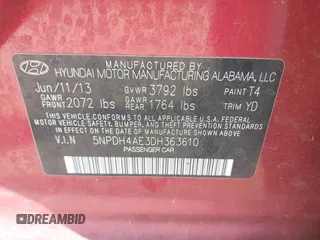 MANUFACTURED BY
HYUNDAI MOTOR MANUFACTURING ALABAMA, LLC
Jun/11/13 GVWR 3792 lbs PAINT T4
GAWR FRT 2072 lbs GAWR RR 1764 lbs TRIM YD
THIS VEHICLE CONFORMS TO ALL APPLICABLE U.S.A FEDERAL MOTOR
VEHICLE SAFETY, BUMPER, AND THEFT PREVENTION STANDARDS IN
EFFECT ON THE DATE OF MANUFACTURE SHOWN ABOVE.
V.I.N 5NPDH4AE3DH363610
PASSENGER CAR
DREAMBID